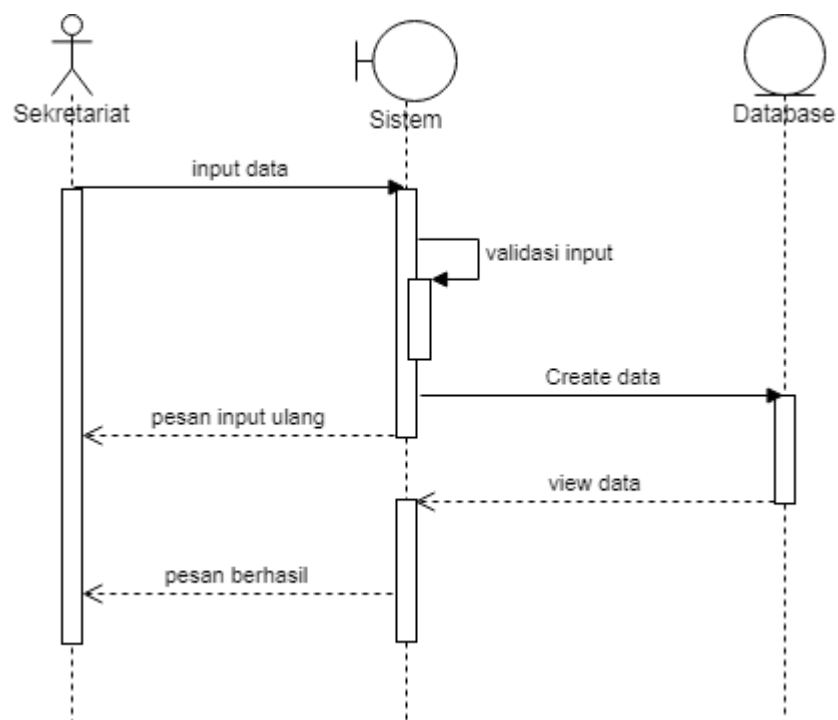 Sekretariat
Sistem
Database
input data
validasi input
Create data
pesan input ulang
view data
pesan berhasil